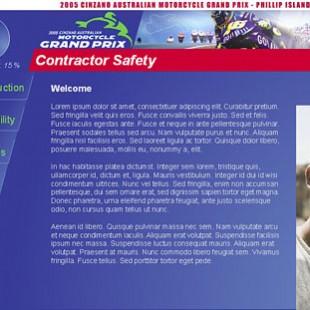 2005 CINZANO AUSTRALIAN MOTORCYCLE GRAND PRIX - PHILLIP ISLAND
2005 CINZANO AUSTRALIAN
MOTORCYCLE
GRAND PRIX
Contractor Safety
15%
Welcome
uction
ility
s
Lorem ipsum dolor sit amet, consectetuer adipiscing elit. Curabitur pretium.
Sed fringilla velit quis eros. Fusce convallis viverra justo. Sed et felis.
Fusce iaculis egestas ante. Fusce et neque in ante pellentesque pulvinar.
Praesent sodales tellus sed arcu. Nam vulputate purus et nunc. Aliquam
fringilla nisl facilisis eros. Sed laoreet ligula ac tortor. Quisque dolor libero,
posuere malesuada, mollis eu, nonummy a, elit.
In hac habitasse platea dictumst. Integer sem lorem, tristique quis,
ullamcorper id, dictum et, ligula. Mauris vestibulum. Integer id dui id wisi
condimentum ultrices. Nunc vel tellus. Sed fringilla, enim non accumsan
pellentesque, dui sem ornare erat, sed dignissim sapien tortor eget magna.
Donec pharetra, urna eleifend pharetra feugiat, ante justo scelerisque
odio, non cursus quam tellus ut nunc.
Aenean id libero. Quisque pulvinar massa nec sem. Nam vulputate arcu
et neque condimentum iaculis. Aliquam erat volutpat. Suspendisse facilisis
ipsum nec massa. Suspendisse luctus consequat mauris. Aliquam erat
volutpat. Praesent at mauris. Nunc commodo libero feugiat erat. Vivamus
fringilla. Fusce tellus. Sed porttitor tortor eget pede.